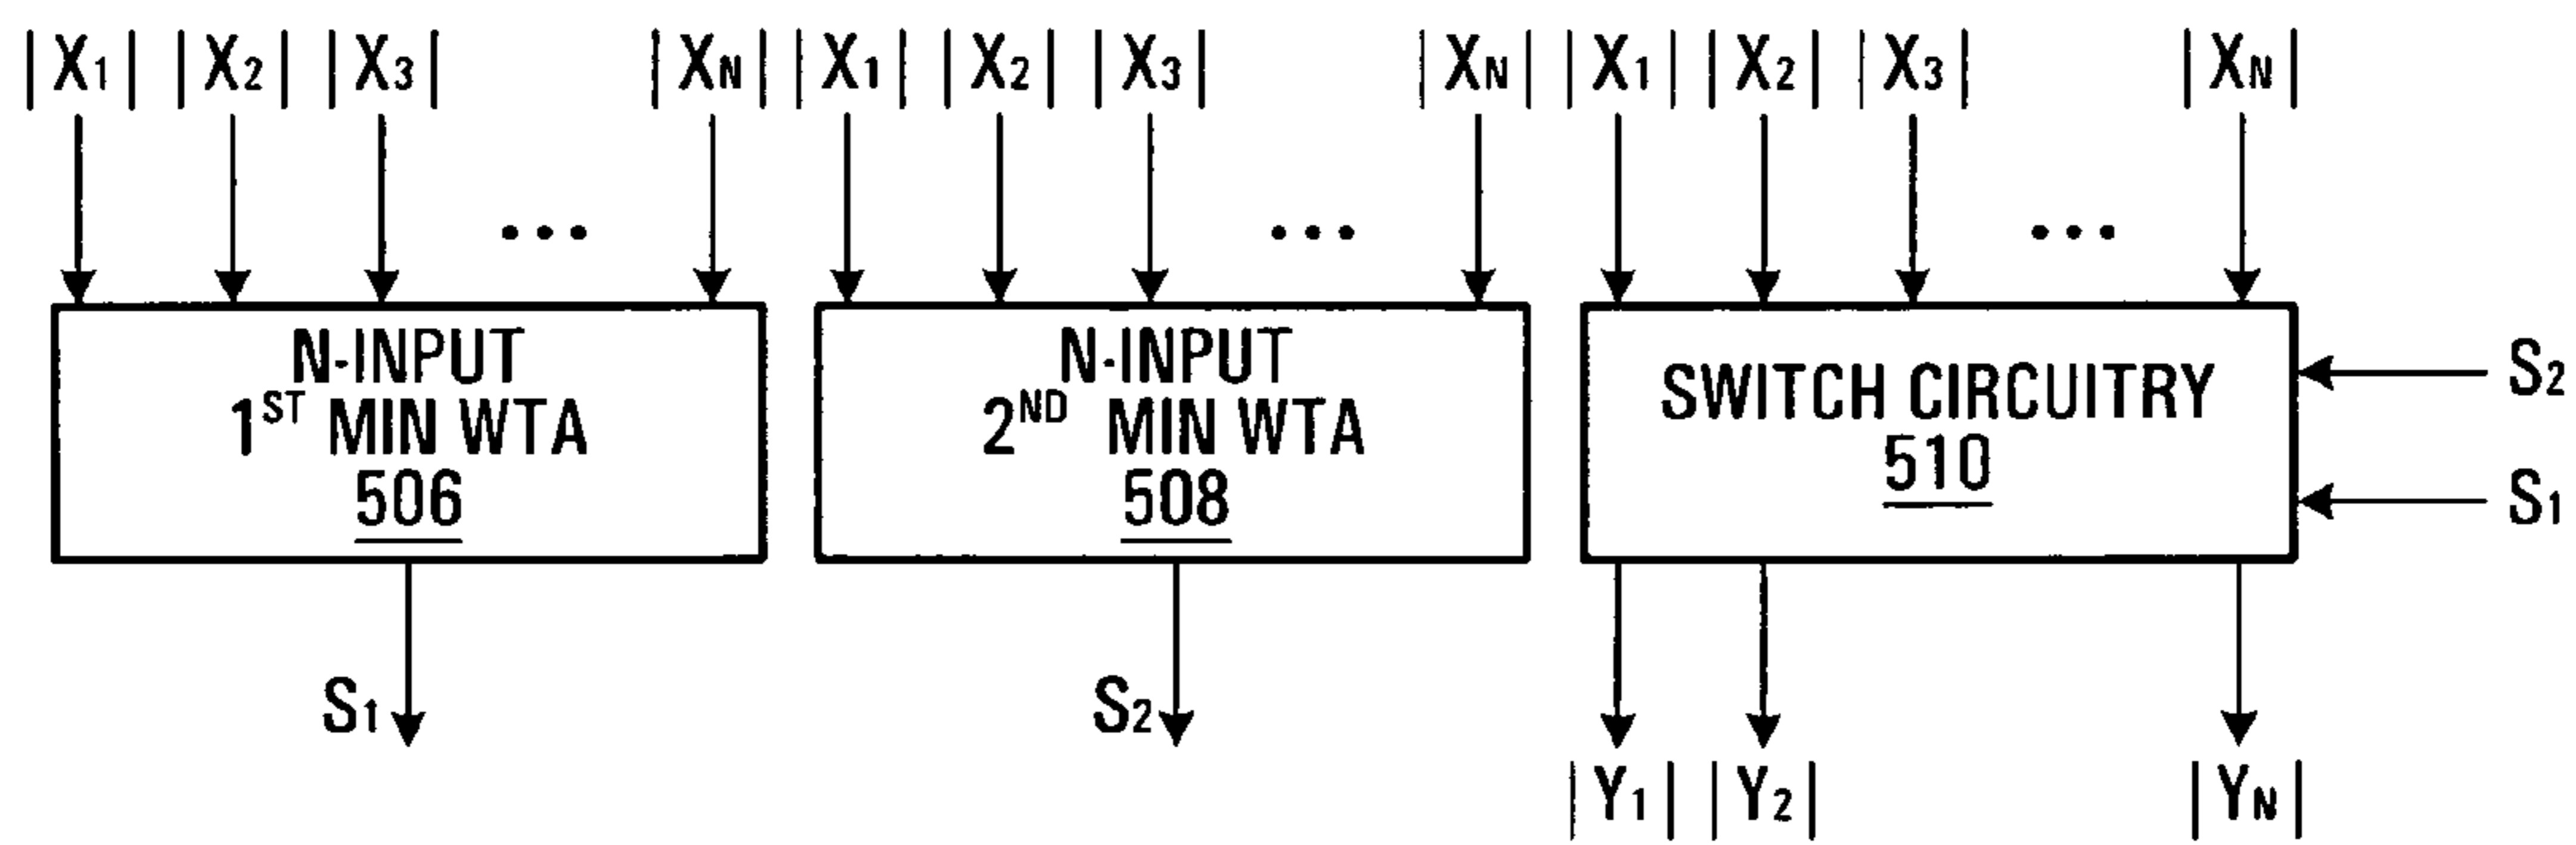 |X1| |X2| |X3| |XN| |X1| |X2| |X3| |XN| |X1| |X2| |X3| |XN|
...
...
...
N-INPUT
1ST MIN WTA
506
N-INPUT
2ND MIN WTA
508
SWITCH CIRCUITRY
510
S2
S1
S1
S2
|Y1| |Y2| |YN|